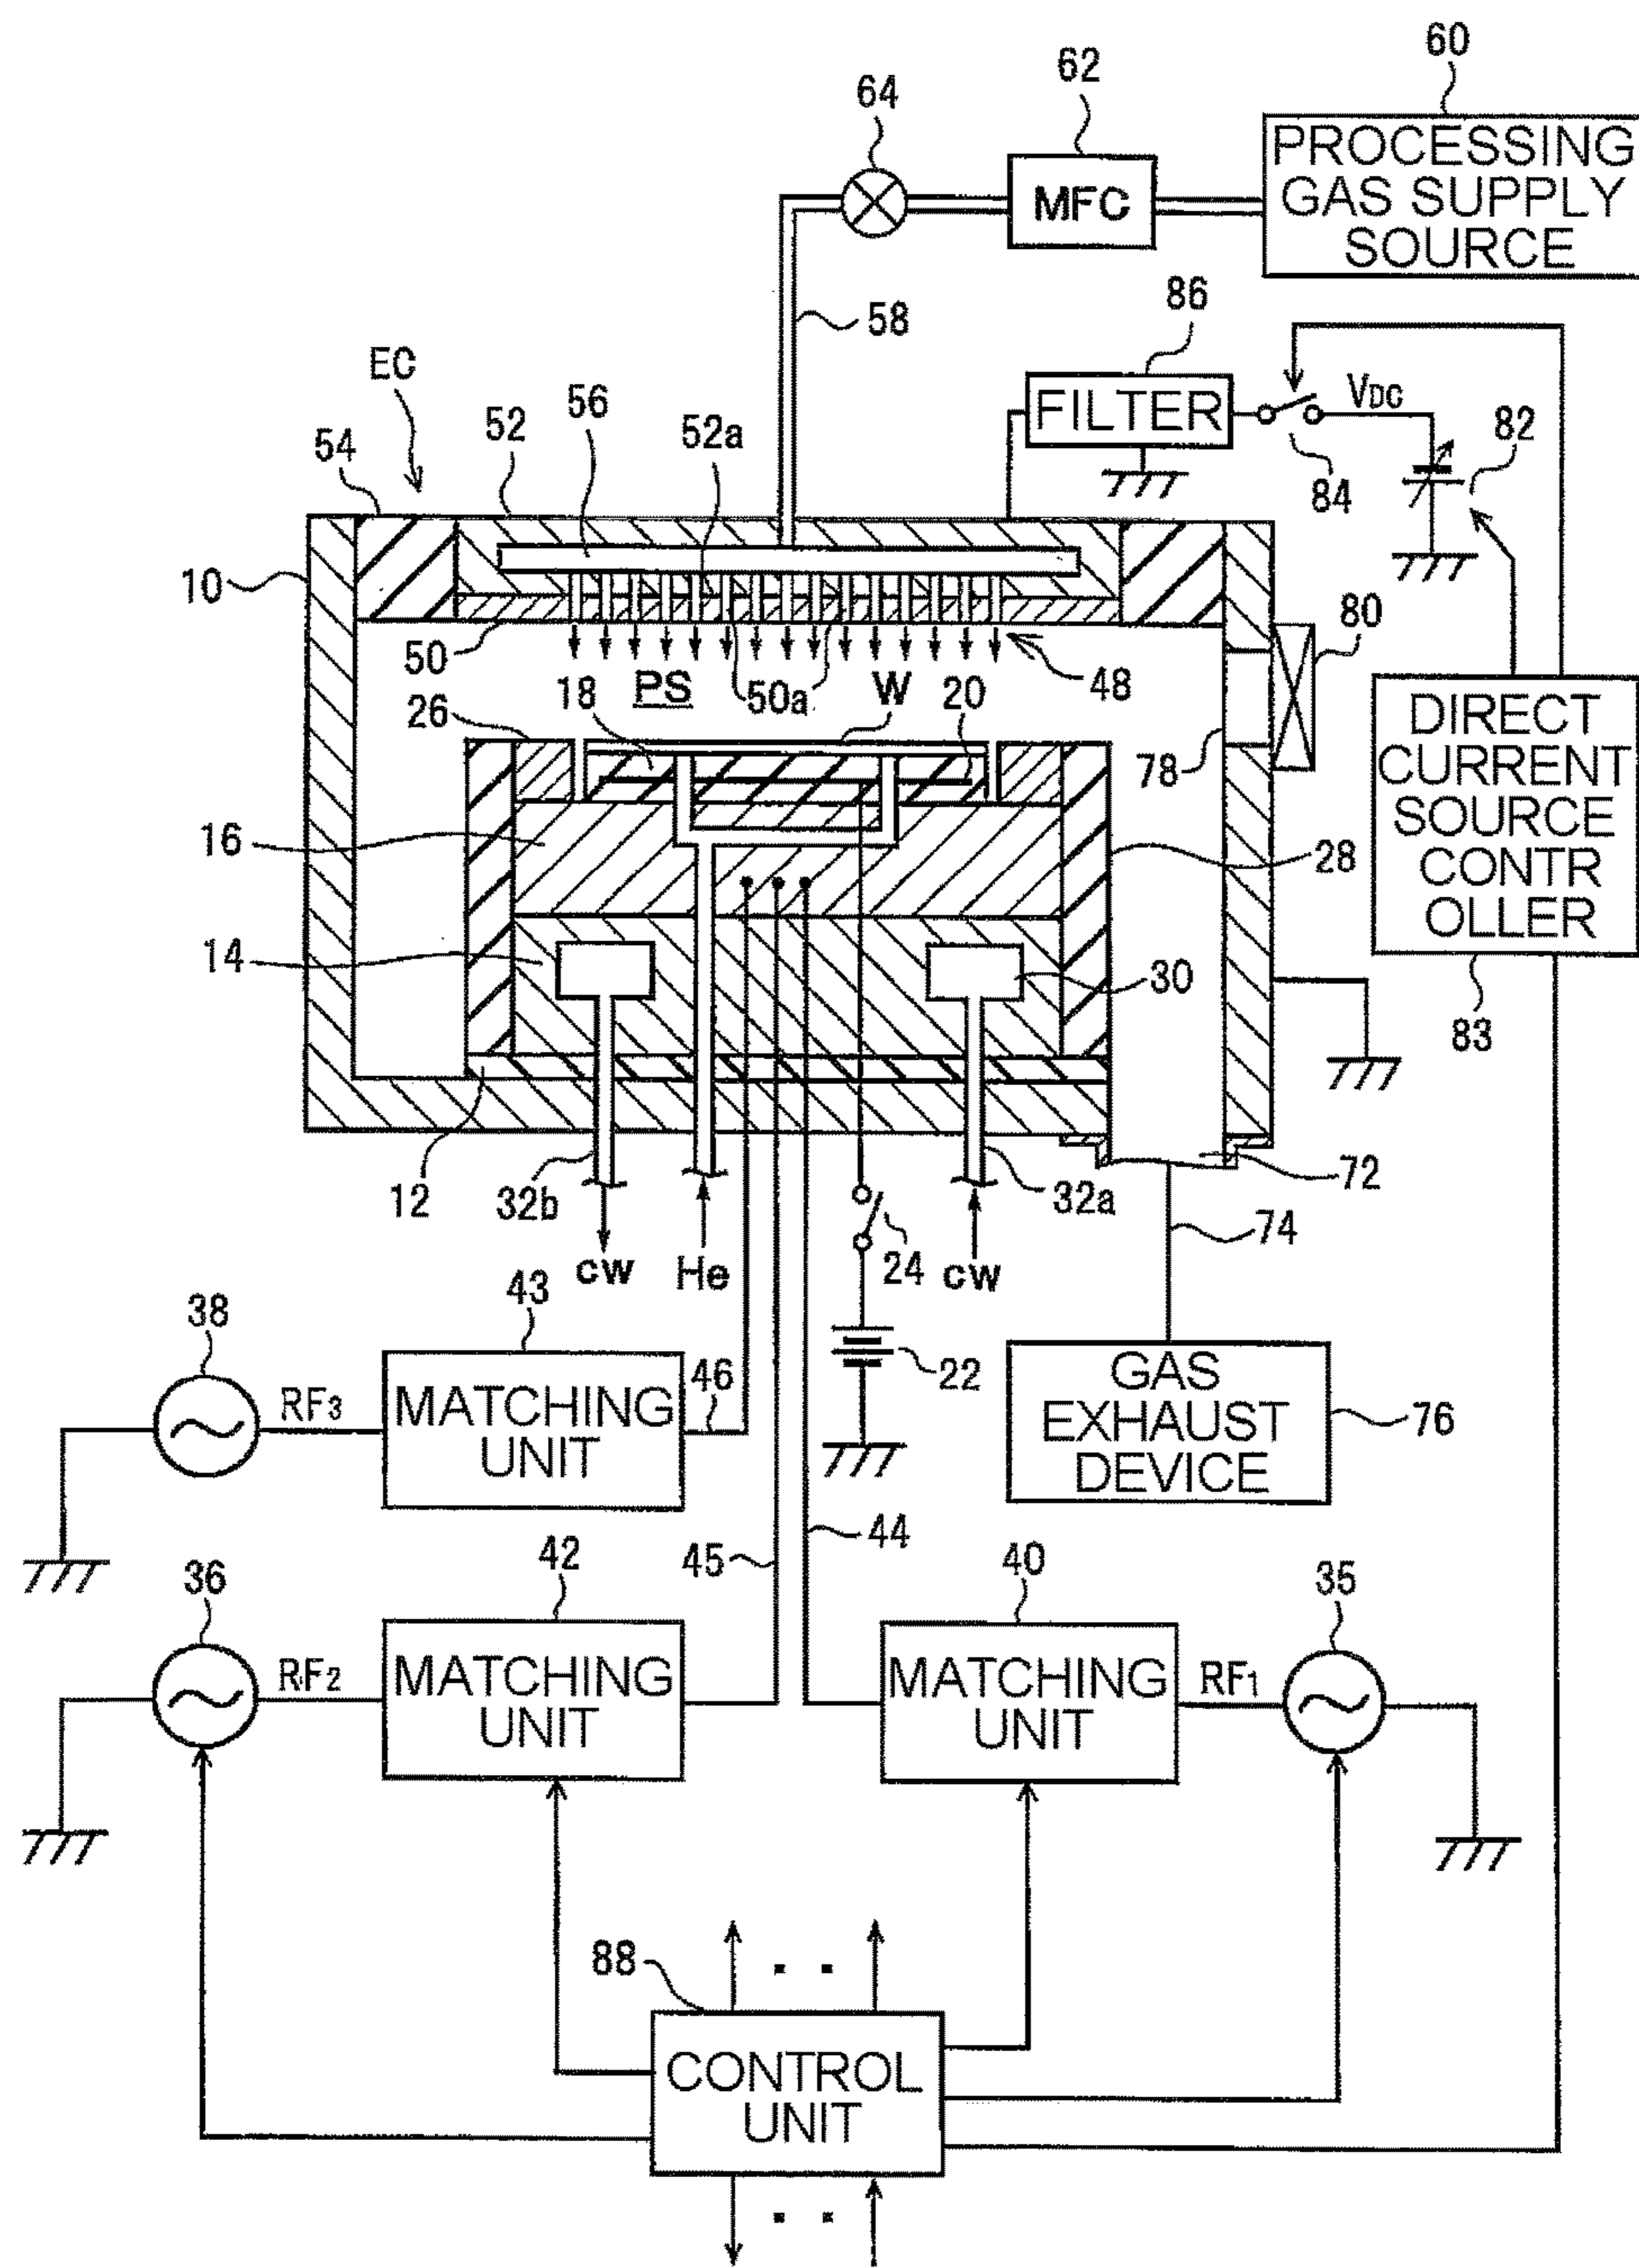 60
62
64
PROCESSING
GAS SUPPLY
SOURCE
MFC
86
58
EC
FILTER
VDC
82
56
52
52a
54
84
10
80
50
48
PS
50a
W
18
20
26
78
DIRECT
CURRENT
SOURCE
CONTR
OLLER
16
28
14
30
83
72
12
32b
32a
74
24
cw
He
cw
43
38
22
GAS
EXHAUST
DEVICE
76
RF3
MATCHING
UNIT
46
44
45
42
40
36
35
RF2
MATCHING
UNIT
MATCHING
UNIT
RF1
88
CONTROL
UNIT